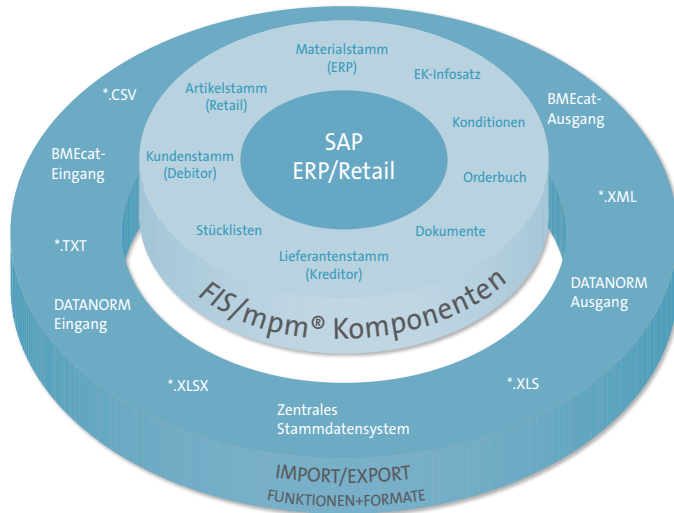 Materialstamm
(ERP)
EK-Infosatz
Artikelstamm
(Retail)
*.CSV
BMEcat-
Ausgang
Konditionen
SAP
ERP/Retail
BMEcat-
Eingang
Kundenstamm
(Debitor)
Orderbuch
*.XML
Stücklisten
Dokumente
*.TXT
Lieferantenstamm
(Kreditor)
DATANORM
Eingang
DATANORM
Ausgang
FIS/mpm® Komponenten
*.XLSX
*.XLS
Zentrales
Stammdatensystem
IMPORT/EXPORT
FUNKTIONEN+FORMATE